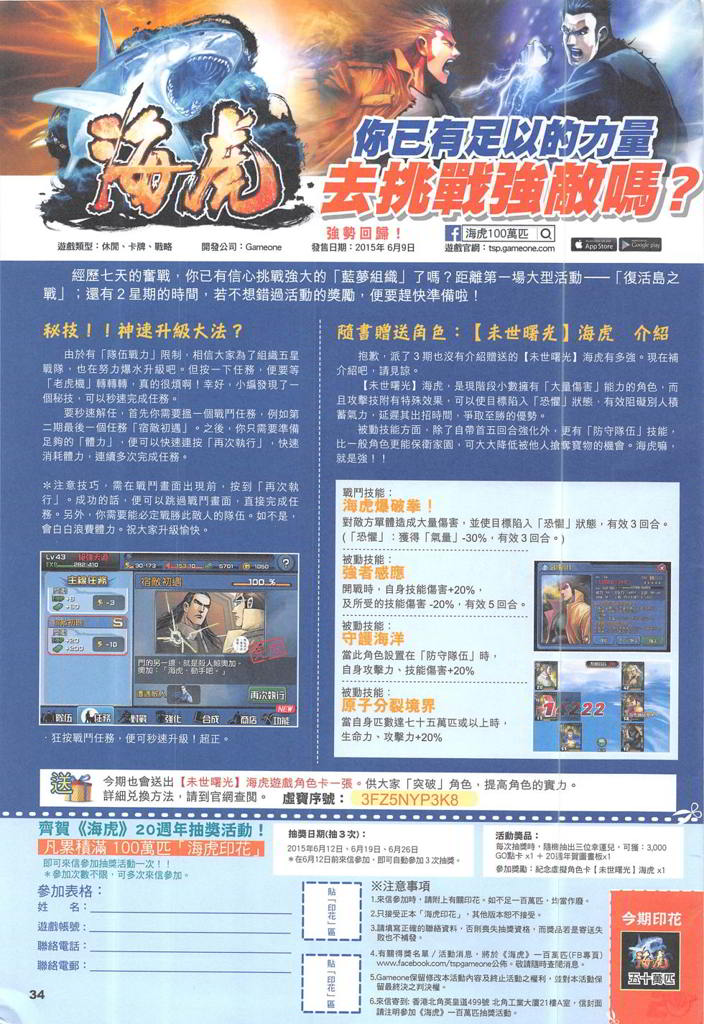 海虎
你已有足以的力量
去挑戰強敵嗎？
強勢回歸！
海虎100萬匹
遊戲類型：休閒、卡牌、戰略
開發公司：Gameone
發售日期：2015年 6月9日
遊戲官網：tsp.gameone.com
App Store
Google play
經歷七天的奮戰，你已有信心挑戰強大的「藍夢組織」了嗎？距離第一場大型活動——「復活島之
戰」；還有２星期的時間，若不想錯過活動的獎勵，便要趕快準備啦！
秘技！！神速升級大法？
由於有「隊伍戰力」限制，相信大家為了組織五星
戰隊，也在努力爆水升級吧。但按一下任務，便要等
「老虎機」轉轉轉，真的很煩啊！幸好，小編發現了一
個秘技，可以秒速完成任務。
要秒速解任，首先你需要搵一個戰鬥任務，例如第
二期最後一個任務「宿敵初遇」。之後，你只需要準備
足夠的「體力」，便可以快速連按「再次執行」，快速
消耗體力，連續多次完成任務。
＊注意技巧，需在戰鬥畫面出現前，按到「再次執
行」。成功的話，便可以跳過戰鬥畫面，直接完成任
務。另外，你需要能必定戰勝此敵人的隊伍。如不是，
會白白浪費體力。祝大家升級愉快。
Lv43
30,173
5701
1050
主線任務
宿敵初遇
100 %
-3
S
-10
門的另一邊，就是殺人鯨奧加。
奧加:「海虎、動手吧。」
遭遇敵人
再次執行
隊伍
任務
對戰
強化
合成
商店
NEW
功能
．狂按戰鬥任務，便可秒速升級！超正。
隨書贈送角色：【末世曙光】海虎　介紹
抱歉，派了３期也沒有介紹贈送的【末世曙光】海虎有多強。現在補
介紹吧，請見諒。
【末世曙光】海虎，是現階段小數擁有「大量傷害」能力的角色，而
且攻擊技附有特殊效果，可以使目標陷入「恐懼」狀態，有效阻礙別人積
蓄氣力，延遲其出招時間，爭取至勝的優勢。
被動技能方面，除了自帶首五回合強化外，更有「防守隊伍」技能，
比一般角色更能保衛家園，可大大降低被他人搶奪寶物的機會。海虎嘛，
就是強！！
戰鬥技能：
海虎爆破拳！
對敵方單體造成大量傷害，並使目標陷入「恐懼」狀態，有效３回合。
(「恐懼」：獲得「氣量」-30%，有效３回合。)
被動技能：
強者感應
開戰時，自身技能傷害+20%，
及所受的技能傷害 -20%，有效５回合。
被動技能：
守護海洋
當此角色設置在「防守隊伍」時，
自身攻擊力、技能傷害+20%
被動技能：
原子分裂境界
當自身匹數達七十五萬匹或以上時，
生命力、攻擊力+20%
送
今期也會送出【末世曙光】海虎遊戲角色卡一張。供大家「突破」角色，提高角色的實力。
詳細兌換方法，請到官網查閱。　虛寶序號：　3FZ5NYP3K8
齊賀《海虎》20週年抽獎活動！
凡累積滿 100萬匹「海虎印花」
即可來信參加抽獎活動一次！！
＊參加次數不限，可多次來信參加。
抽獎日期(抽３次)：
2015年6月12日、6月19日、6月26日
＊在6月12日前來信參加，即可自動參加３次抽獎。
活動獎品：
每次抽獎時，隨機抽出三位幸運兒，可獲：3,000
GO點卡 x1 + 20週年賀圖畫板x1
參加獎勵：紀念虛擬角色卡【末世曙光】海虎 x1
參加表格：
姓　　名：
遊戲帳號：
聯絡電話：
聯絡電郵：
貼「印花」區
貼「印花」區
※注意事項
1.來信參加時，請附上有關印花。如不足一百萬匹，均當作廢。
2.只接受正本「海虎印花」，其他版本恕不接受。
3.請填寫正確的聯絡資料，否則喪失抽獎資格，而獎品若是寄送失
敗也不補發。
4.有關得獎名單／活動消息，將於《海虎》一百萬匹(FB專頁)
www.facebook.com/tspgameone公佈。敬請隨時查閱消息。
5.Gameone保留修改本活動內容及終止活動之權利，並對本活動保
留最終決之判決權。
6.來信寄到: 香港北角英皇道499號 北角工業大廈21樓A室，信封面
請注明參加《海虎》一百萬匹抽獎活動。
今期印花
海虎
五十萬匹
34